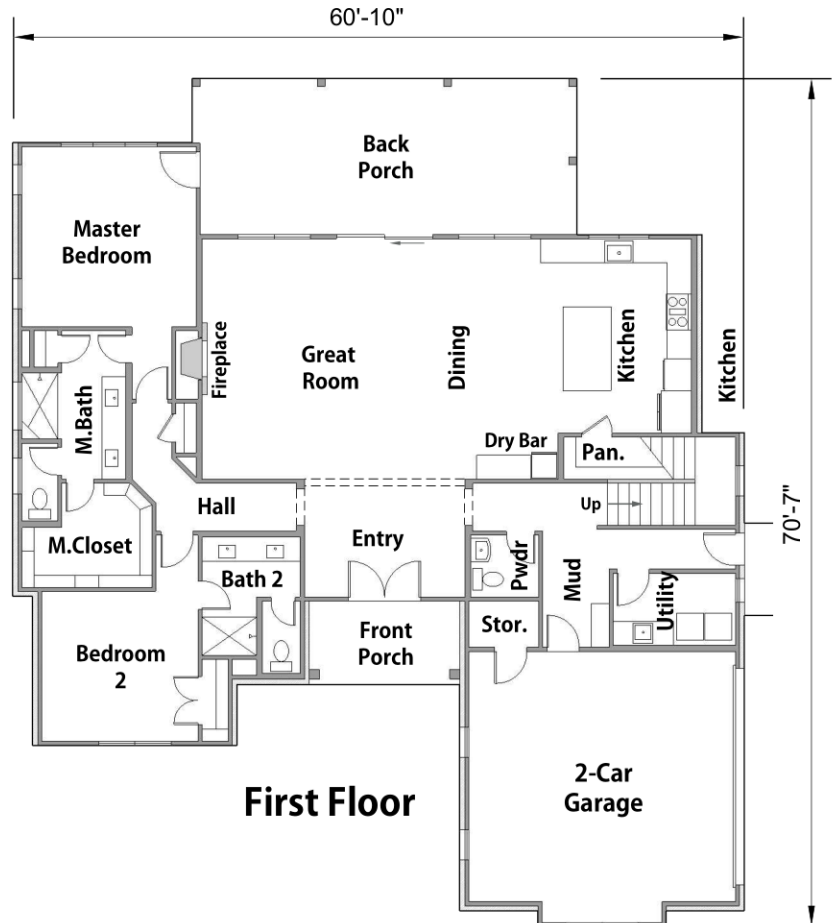 60'-10"
Back
Porch
Master
Bedroom
Fireplace
Great
Room
Dining
Kitchen
Kitchen
M.Bath
Dry Bar
Pan.
Hall
Up
70'-7"
M.Closet
Entry
Bath 2
Pwdr
Mud
Utility
Front
Porch
Stor.
Bedroom
2
2-Car
Garage
First Floor